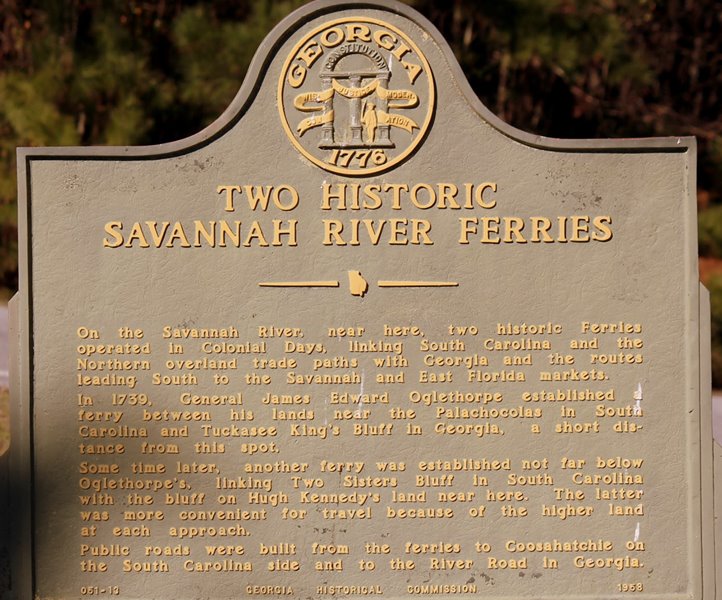 GEORGIA
CONSTITUTION
WISDOM JUSTICE MODERATION
1776
TWO HISTORIC
SAVANNAH RIVER FERRIES
On the Savannah River, near here, two historic Ferries
operated in Colonial Days, linking South Carolina and the
Northern overland trade paths with Georgia and the routes
leading South to the Savannah and East Florida markets.
In 1739, General James Edward Oglethorpe established a
ferry between his lands near the Palachocolas in South
Carolina and Tuckasee King's Bluff in Georgia, a short dis-
tance from this spot.
Some time later, another ferry was established not far below
Oglethorpe's, linking Two Sisters Bluff in South Carolina
with the bluff on Hugh Kennedy's land near here. The latter
was more convenient for travel because of the higher land
at each approach.
Public roads were built from the ferries to Coosahatchie on
the South Carolina side and to the River Road in Georgia.
051-13 GEORGIA HISTORICAL COMMISSION 1958